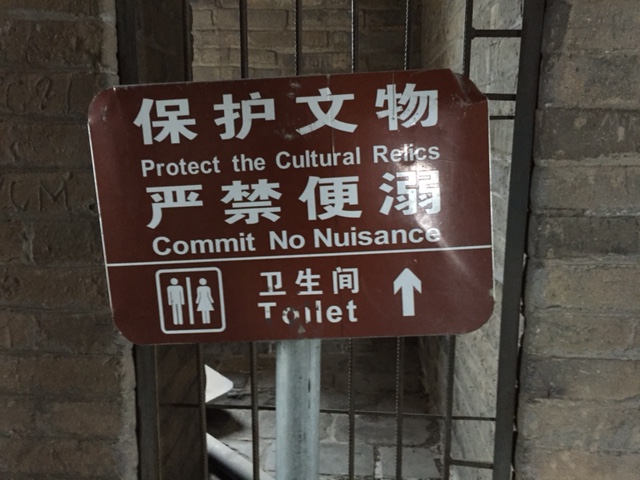 保护文物
Protect the Cultural Relics
严禁便溺
Commit No Nuisance
卫生间
Toilet